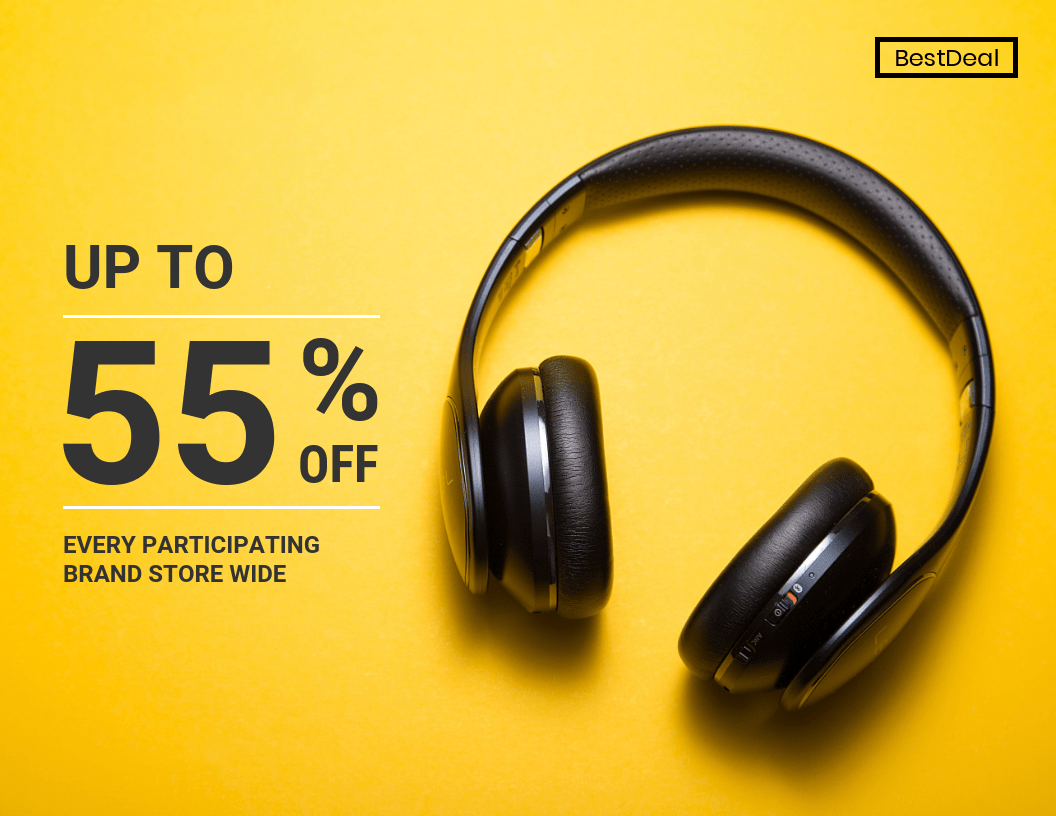 BestDeal
UP TO
55%
OFF
EVERY PARTICIPATING
BRAND STORE WIDE